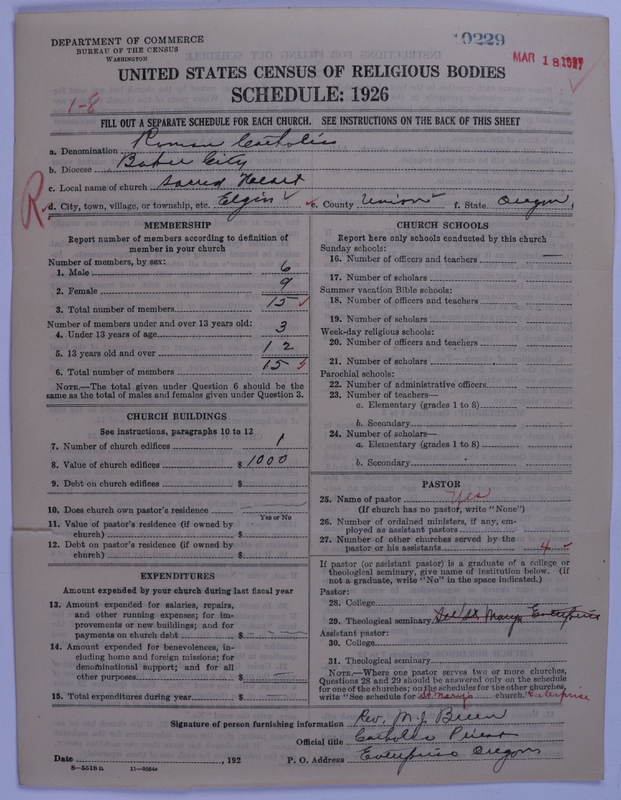 DEPARTMENT OF COMMERCE
BUREAU OF THE CENSUS
WASHINGTON
10229
MAR 18 1927
UNITED STATES CENSUS OF RELIGIOUS BODIES
SCHEDULE: 1926
1-8
FILL OUT A SEPARATE SCHEDULE FOR EACH CHURCH. SEE INSTRUCTIONS ON THE BACK OF THIS SHEET
a. Denomination Roman Catholic
b. Diocese Baker City
c. Local name of church Sacred Heart
R
d. City, town, village, or township, etc. Elgin e. County Union f. State Oregon
MEMBERSHIP
Report number of members according to definition of
member in your church
Number of members, by sex:
1. Male 6
2. Female 9
3. Total number of members 15
Number of members under and over 13 years old:
4. Under 13 years of age 3
5. 13 years old and over 12
6. Total number of members 15
NOTE.—The total given under Question 6 should be
same as the total of males and females given under Question 3.
CHURCH BUILDINGS
See instructions, paragraphs 10 to 12
7. Number of church edifices 1
8. Value of church edifices $ 1000
9. Debt on church edifices $
10. Does church own pastor's residence
Yes or No
11. Value of pastor's residence (if owned by
church) $
12. Debt on pastor's residence (if owned by
church) $
EXPENDITURES
Amount expended by your church during last fiscal year
13. Amount expended for salaries, repairs,
and other running expenses; for im-
provements or new buildings; and for
payments on church debt $
14. Amount expended for benevolences, in-
cluding home and foreign missions; for
denominational support; and for all
other purposes $
15. Total expenditures during year $
CHURCH SCHOOLS
Report here only schools conducted by this church
Sunday schools:
16. Number of officers and teachers —
17. Number of scholars
Summer vacation Bible schools:
18. Number of officers and teachers
19. Number of scholars
Week-day religious schools:
20. Number of officers and teachers
21. Number of scholars
Parochial schools:
22. Number of administrative officers
23. Number of teachers—
a. Elementary (grades 1 to 8)
b. Secondary
24. Number of scholars—
a. Elementary (grades 1 to 8)
b. Secondary
PASTOR
25. Name of pastor Yes
(If church has no pastor, write "None")
26. Number of ordained ministers, if any, em-
ployed as assistant pastors
27. Number of other churches served by the
pastor or his assistants 4
If pastor (or assistant pastor) is a graduate of a college or
theological seminary, give name of institution below. (If
not a graduate, write "No" in the space indicated.)
Pastor:
28. College
29. Theological seminary See St. Marys Enterprise
Assistant pastor:
30. College
31. Theological seminary
NOTE.—Where one pastor serves two or more churches,
Questions 28 and 29 should be answered only on the schedule
for one of the churches; on the schedules for the other churches,
write "See schedule for St. Mary's church." Enterprise
Signature of person furnishing information Rev. M. J.
Official title Catholic Priest
Date , 192 P. O. Address Enterprise Oregon
8—5518a 11—9584a